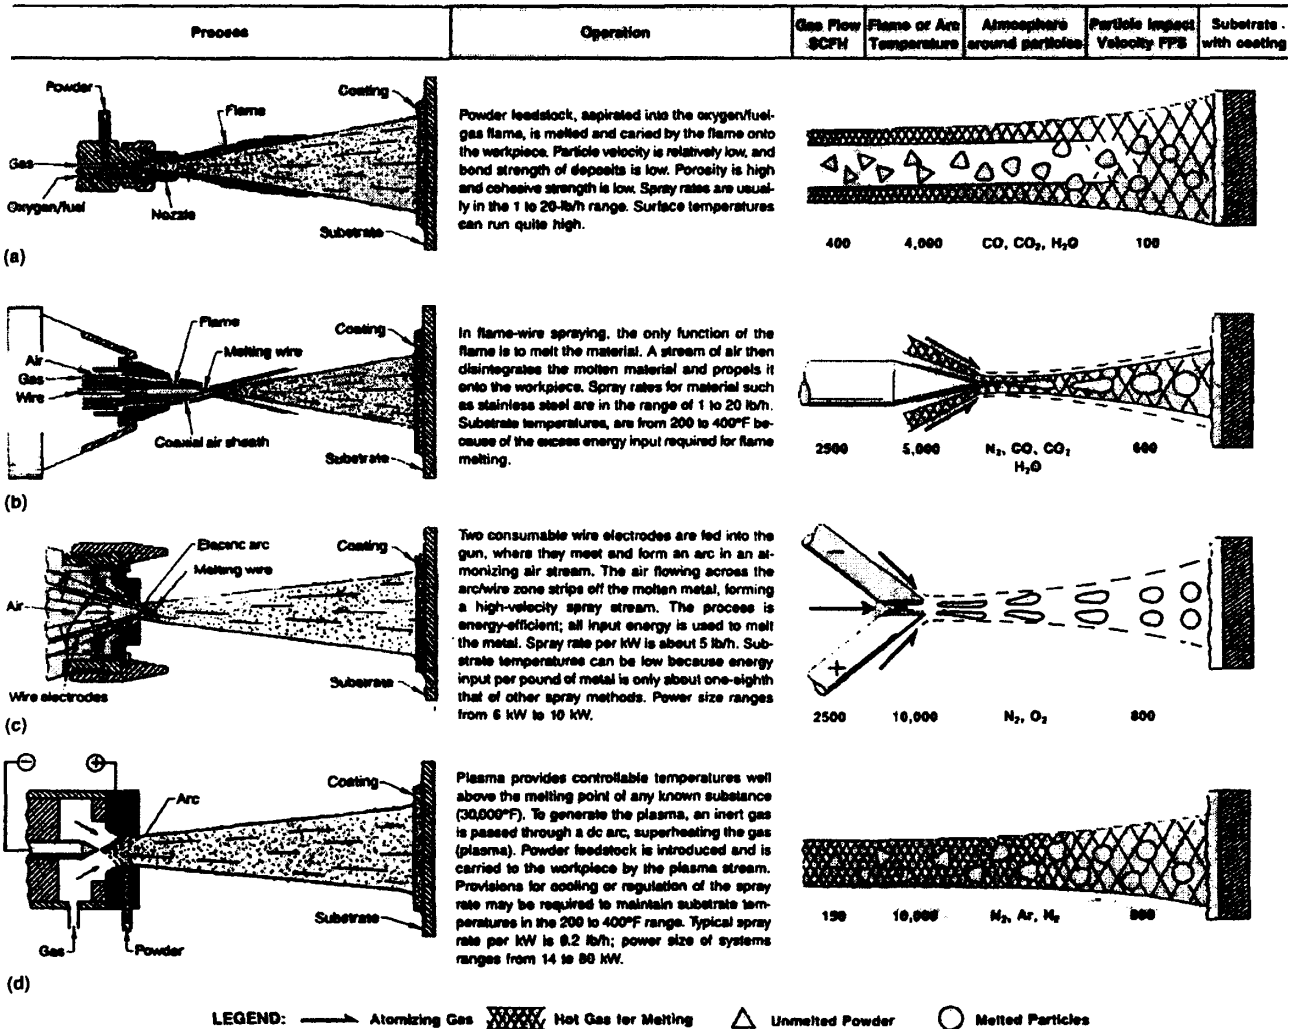 Process
Operation
Gas Flow SCFH
Flame or Arc Temperature
Atmosphere around particles
Particle Impact Velocity FPS
Substrate with coating
Powder
Flame
Coating
Gas
Oxygen/fuel
Nozzle
Substrate
(a)
Powder feedstock, aspirated into the oxygen/fuel-
gas flame, is melted and caried by the flame onto
the workpiece. Particle velocity is relatively low, and
bond strength of deposits is low. Porosity is high
and cohesive strength is low. Spray rates are usual-
ly in the 1 to 20-lb/h range. Surface temperatures
can run quite high.
400 4,000 CO, CO₂, H₂O 100
Flame
Coating
Melting wire
Air
Gas
Wire
Coaxial air sheath
Substrate
(b)
In flame-wire spraying, the only function of the
flame is to melt the material. A stream of air then
disintegrates the molten material and propels it
onto the workpiece. Spray rates for material such
as stainless steel are in the range of 1 to 20 lb/h.
Substrate temperatures, are from 200 to 400°F be-
cause of the excess energy input required for flame
melting.
2500 5,000 N₂, CO, CO₂ 600
H₂O
Electric arc
Coating
Melting wire
Air
Wire electrodes
Substrate
(c)
Two consumable wire electrodes are fed into the
gun, where they meet and form an arc in an at-
omizing air stream. The air flowing across the
arc/wire zone strips off the molten metal, forming
a high-velocity spray stream. The process is
energy-efficient; all input energy is used to melt
the metal. Spray rate per kW is about 5 lb/h. Sub-
strate temperatures can be low because energy
input per pound of metal is only about one-eighth
that of other spray methods. Power size ranges
from 6 kW to 10 kW.
−
+
2500 10,000 N₂, O₂ 800
− +
Coating
Arc
Substrate
Gas
Powder
(d)
Plasma provides controllable temperatures well
above the melting point of any known substance
(30,000°F). To generate the plasma, an inert gas
is passed through a dc arc, superheating the gas
(plasma). Powder feedstock is introduced and is
carried to the workpiece by the plasma stream.
Provisions for cooling or regulation of the spray
rate may be required to maintain substrate tem-
peratures in the 200 to 400°F range. Typical spray
rate per kW is 0.2 lb/h; power size of systems
ranges from 14 to 80 kW.
150 10,000 N₂, Ar, H₂
LEGEND: Atomizing Gas Hot Gas for Melting Unmelted Powder Melted Particles